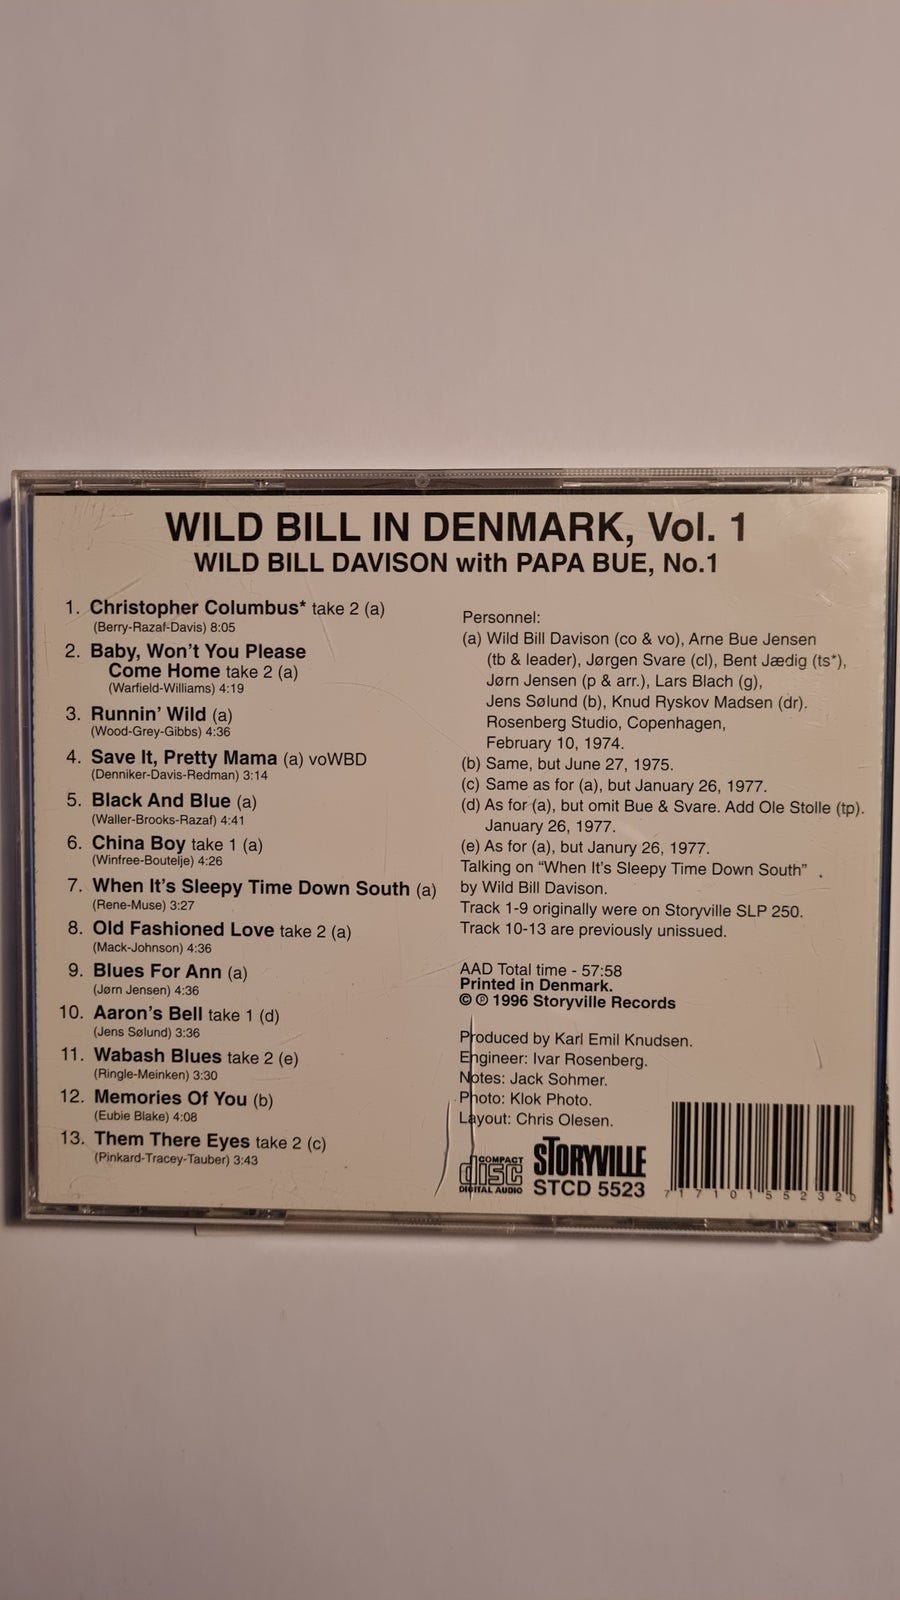 WILD BILL IN DENMARK, Vol. 1
WILD BILL DAVISON with PAPA BUE, No.1
1. Christopher Columbus* take 2 (a)
(Berry-Razaf-Davis) 8:05
2. Baby, Won't You Please
Come Home take 2 (a)
(Warfield-Williams) 4:19
3. Runnin' Wild (a)
(Wood-Grey-Gibbs) 4:36
4. Save It, Pretty Mama (a) voWBD
(Denniker-Davis-Redman) 3:14
5. Black And Blue (a)
(Waller-Brooks-Razaf) 4:41
6. China Boy take 1 (a)
(Winfree-Boutelje) 4:26
7. When It's Sleepy Time Down South (a)
(Rene-Muse) 3:27
8. Old Fashioned Love take 2 (a)
(Mack-Johnson) 4:36
9. Blues For Ann (a)
(Jørn Jensen) 4:36
10. Aaron's Bell take 1 (d)
(Jens Sølund) 3:36
11. Wabash Blues take 2 (e)
(Ringle-Meinken) 3:30
12. Memories Of You (b)
(Eubie Blake) 4:08
13. Them There Eyes take 2 (c)
(Pinkard-Tracey-Tauber) 3:43
Personnel:
(a) Wild Bill Davison (co & vo), Arne Bue Jensen
(tb & leader), Jørgen Svare (cl), Bent Jædig (ts*),
Jørn Jensen (p & arr.), Lars Blach (g),
Jens Sølund (b), Knud Ryskov Madsen (dr).
Rosenberg Studio, Copenhagen,
February 10, 1974.
(b) Same, but June 27, 1975.
(c) Same as for (a), but January 26, 1977.
(d) As for (a), but omit Bue & Svare. Add Ole Stolle (tp).
January 26, 1977.
(e) As for (a), but Janury 26, 1977.
Talking on "When It's Sleepy Time Down South"
by Wild Bill Davison.
Track 1-9 originally were on Storyville SLP 250.
Track 10-13 are previously unissued.
AAD Total time - 57:58
Printed in Denmark.
© ℗ 1996 Storyville Records
Produced by Karl Emil Knudsen.
Engineer: Ivar Rosenberg.
Notes: Jack Sohmer.
Photo: Klok Photo.
Layout: Chris Olesen.
COMPACT
disc
DIGITAL AUDIO
STORYVILLE
STCD 5523
717101552320